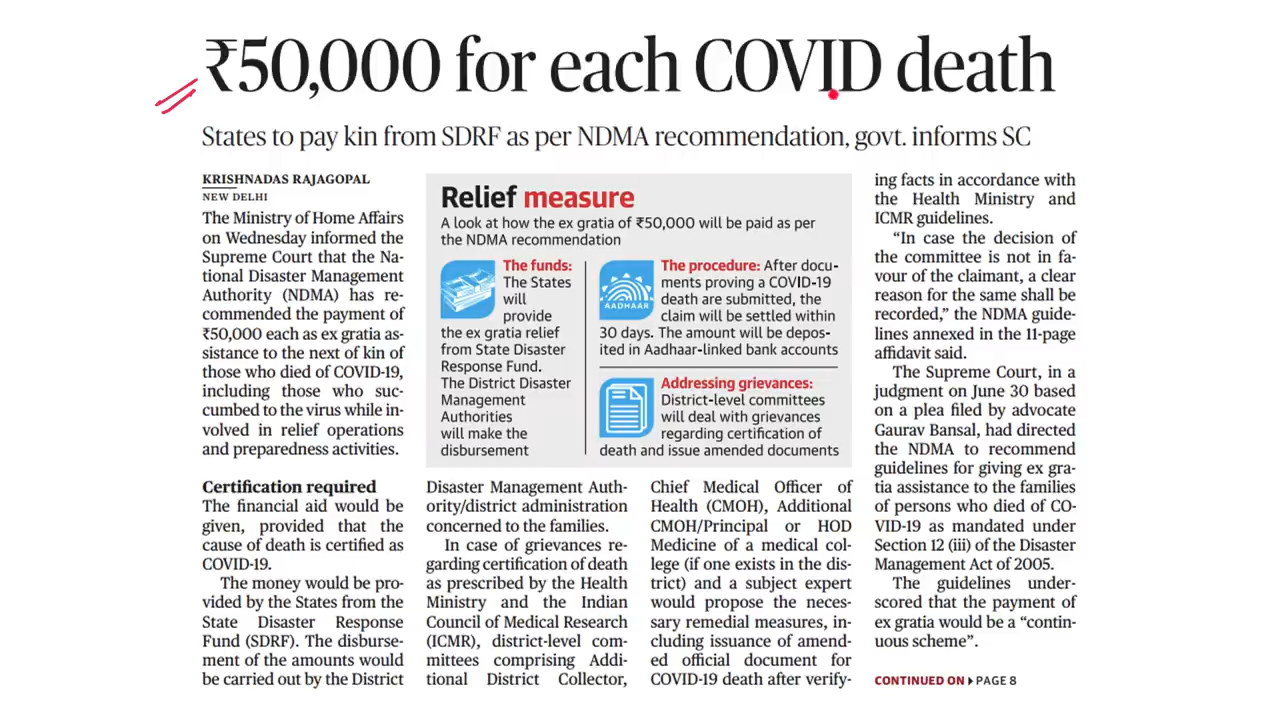 ₹50,000 for each COVID death
States to pay kin from SDRF as per NDMA recommendation, govt. informs SC
KRISHNADAS RAJAGOPAL
NEW DELHI
The Ministry of Home Affairs
on Wednesday informed the
Supreme Court that the Na-
tional Disaster Management
Authority (NDMA) has re-
commended the payment of
₹50,000 each as ex gratia as-
sistance to the next of kin of
those who died of COVID-19,
including those who suc-
cumbed to the virus while in-
volved in relief operations
and preparedness activities.
Certification required
The financial aid would be
given, provided that the
cause of death is certified as
COVID-19.
The money would be pro-
vided by the States from the
State Disaster Response
Fund (SDRF). The disburse-
ment of the amounts would
be carried out by the District
Relief measure
A look at how the ex gratia of ₹50,000 will be paid as per
the NDMA recommendation
The funds:
The States
will
provide
the ex gratia relief
from State Disaster
Response Fund.
The District Disaster
Management
Authorities
will make the
disbursement
AADHAAR
The procedure: After docu-
ments proving a COVID-19
death are submitted, the
claim will be settled within
30 days. The amount will be depos-
ited in Aadhaar-linked bank accounts
Addressing grievances:
District-level committees
will deal with grievances
regarding certification of
death and issue amended documents
Disaster Management Auth-
ority/district administration
concerned to the families.
In case of grievances re-
garding certification of death
as prescribed by the Health
Ministry and the Indian
Council of Medical Research
(ICMR), district-level com-
mittees comprising Addi-
tional District Collector,
Chief Medical Officer of
Health (CMOH), Additional
CMOH/Principal or HOD
Medicine of a medical col-
lege (if one exists in the dis-
trict) and a subject expert
would propose the neces-
sary remedial measures, in-
cluding issuance of amend-
ed official document for
COVID-19 death after verify-
ing facts in accordance with
the Health Ministry and
ICMR guidelines.
“In case the decision of
the committee is not in fa-
vour of the claimant, a clear
reason for the same shall be
recorded,” the NDMA guide-
lines annexed in the 11-page
affidavit said.
The Supreme Court, in a
judgment on June 30 based
on a plea filed by advocate
Gaurav Bansal, had directed
the NDMA to recommend
guidelines for giving ex gra-
tia assistance to the families
of persons who died of CO-
VID-19 as mandated under
Section 12 (iii) of the Disaster
Management Act of 2005.
The guidelines under-
scored that the payment of
ex gratia would be a “contin-
uous scheme”.
CONTINUED ON PAGE 8